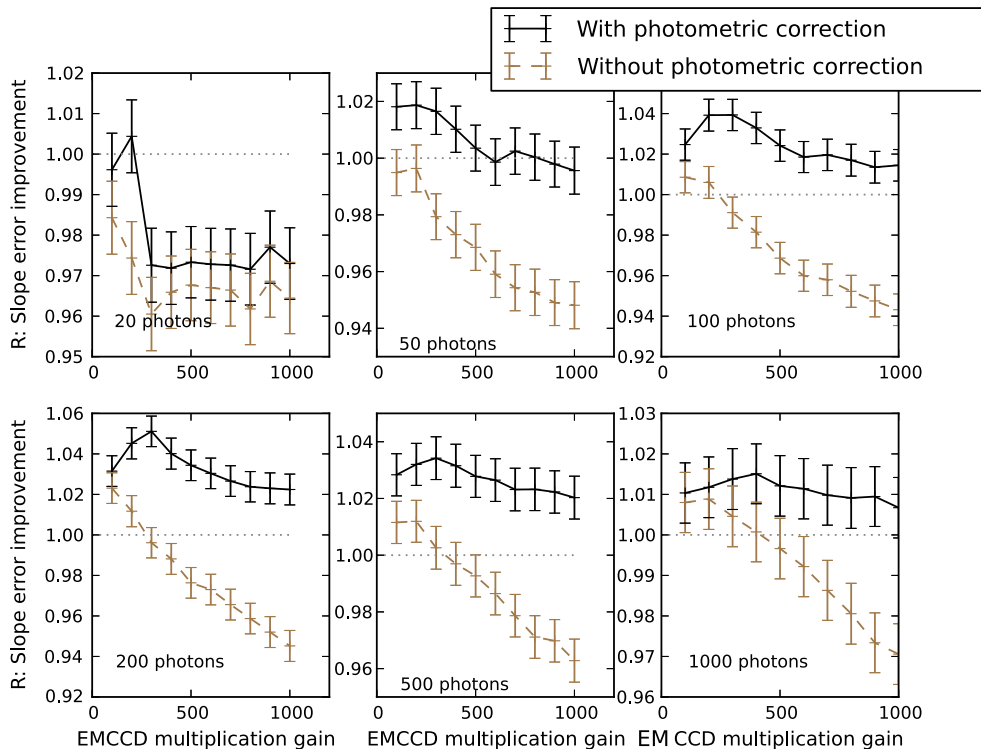 With photometric correction
Without photometric correction
R: Slope error improvement
1.02
1.01
1.00
0.99
0.98
0.97
0.96
0.95
20 photons
0 500 1000
1.02
1.00
0.98
0.96
0.94
50 photons
0 500 1000
1.04
1.02
1.00
0.98
0.96
0.94
0.92
100 photons
0 500 1000
R: Slope error improvement
1.06
1.04
1.02
1.00
0.98
0.96
0.94
0.92
200 photons
0 500 1000
EMCCD multiplication gain
1.04
1.02
1.00
0.98
0.96
500 photons
0 500 1000
EMCCD multiplication gain
1.03
1.02
1.01
1.00
0.99
0.98
0.97
0.96
1000 photons
0 500 1000
EM CCD multiplication gain